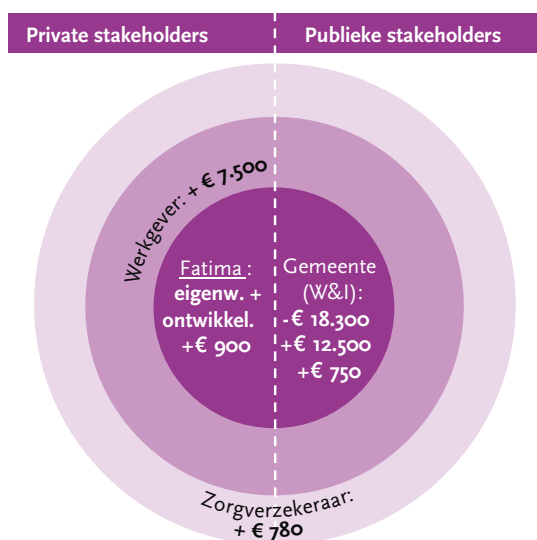 Private stakeholders
Publieke stakeholders
Werkgever: + € 7.500
Fatima :
eigenw. +
ontwikkel.
+€ 900
Gemeente
(W&I):
-€ 18.300
+€ 12.500
+€ 750
Zorgverzekeraar:
+ € 780